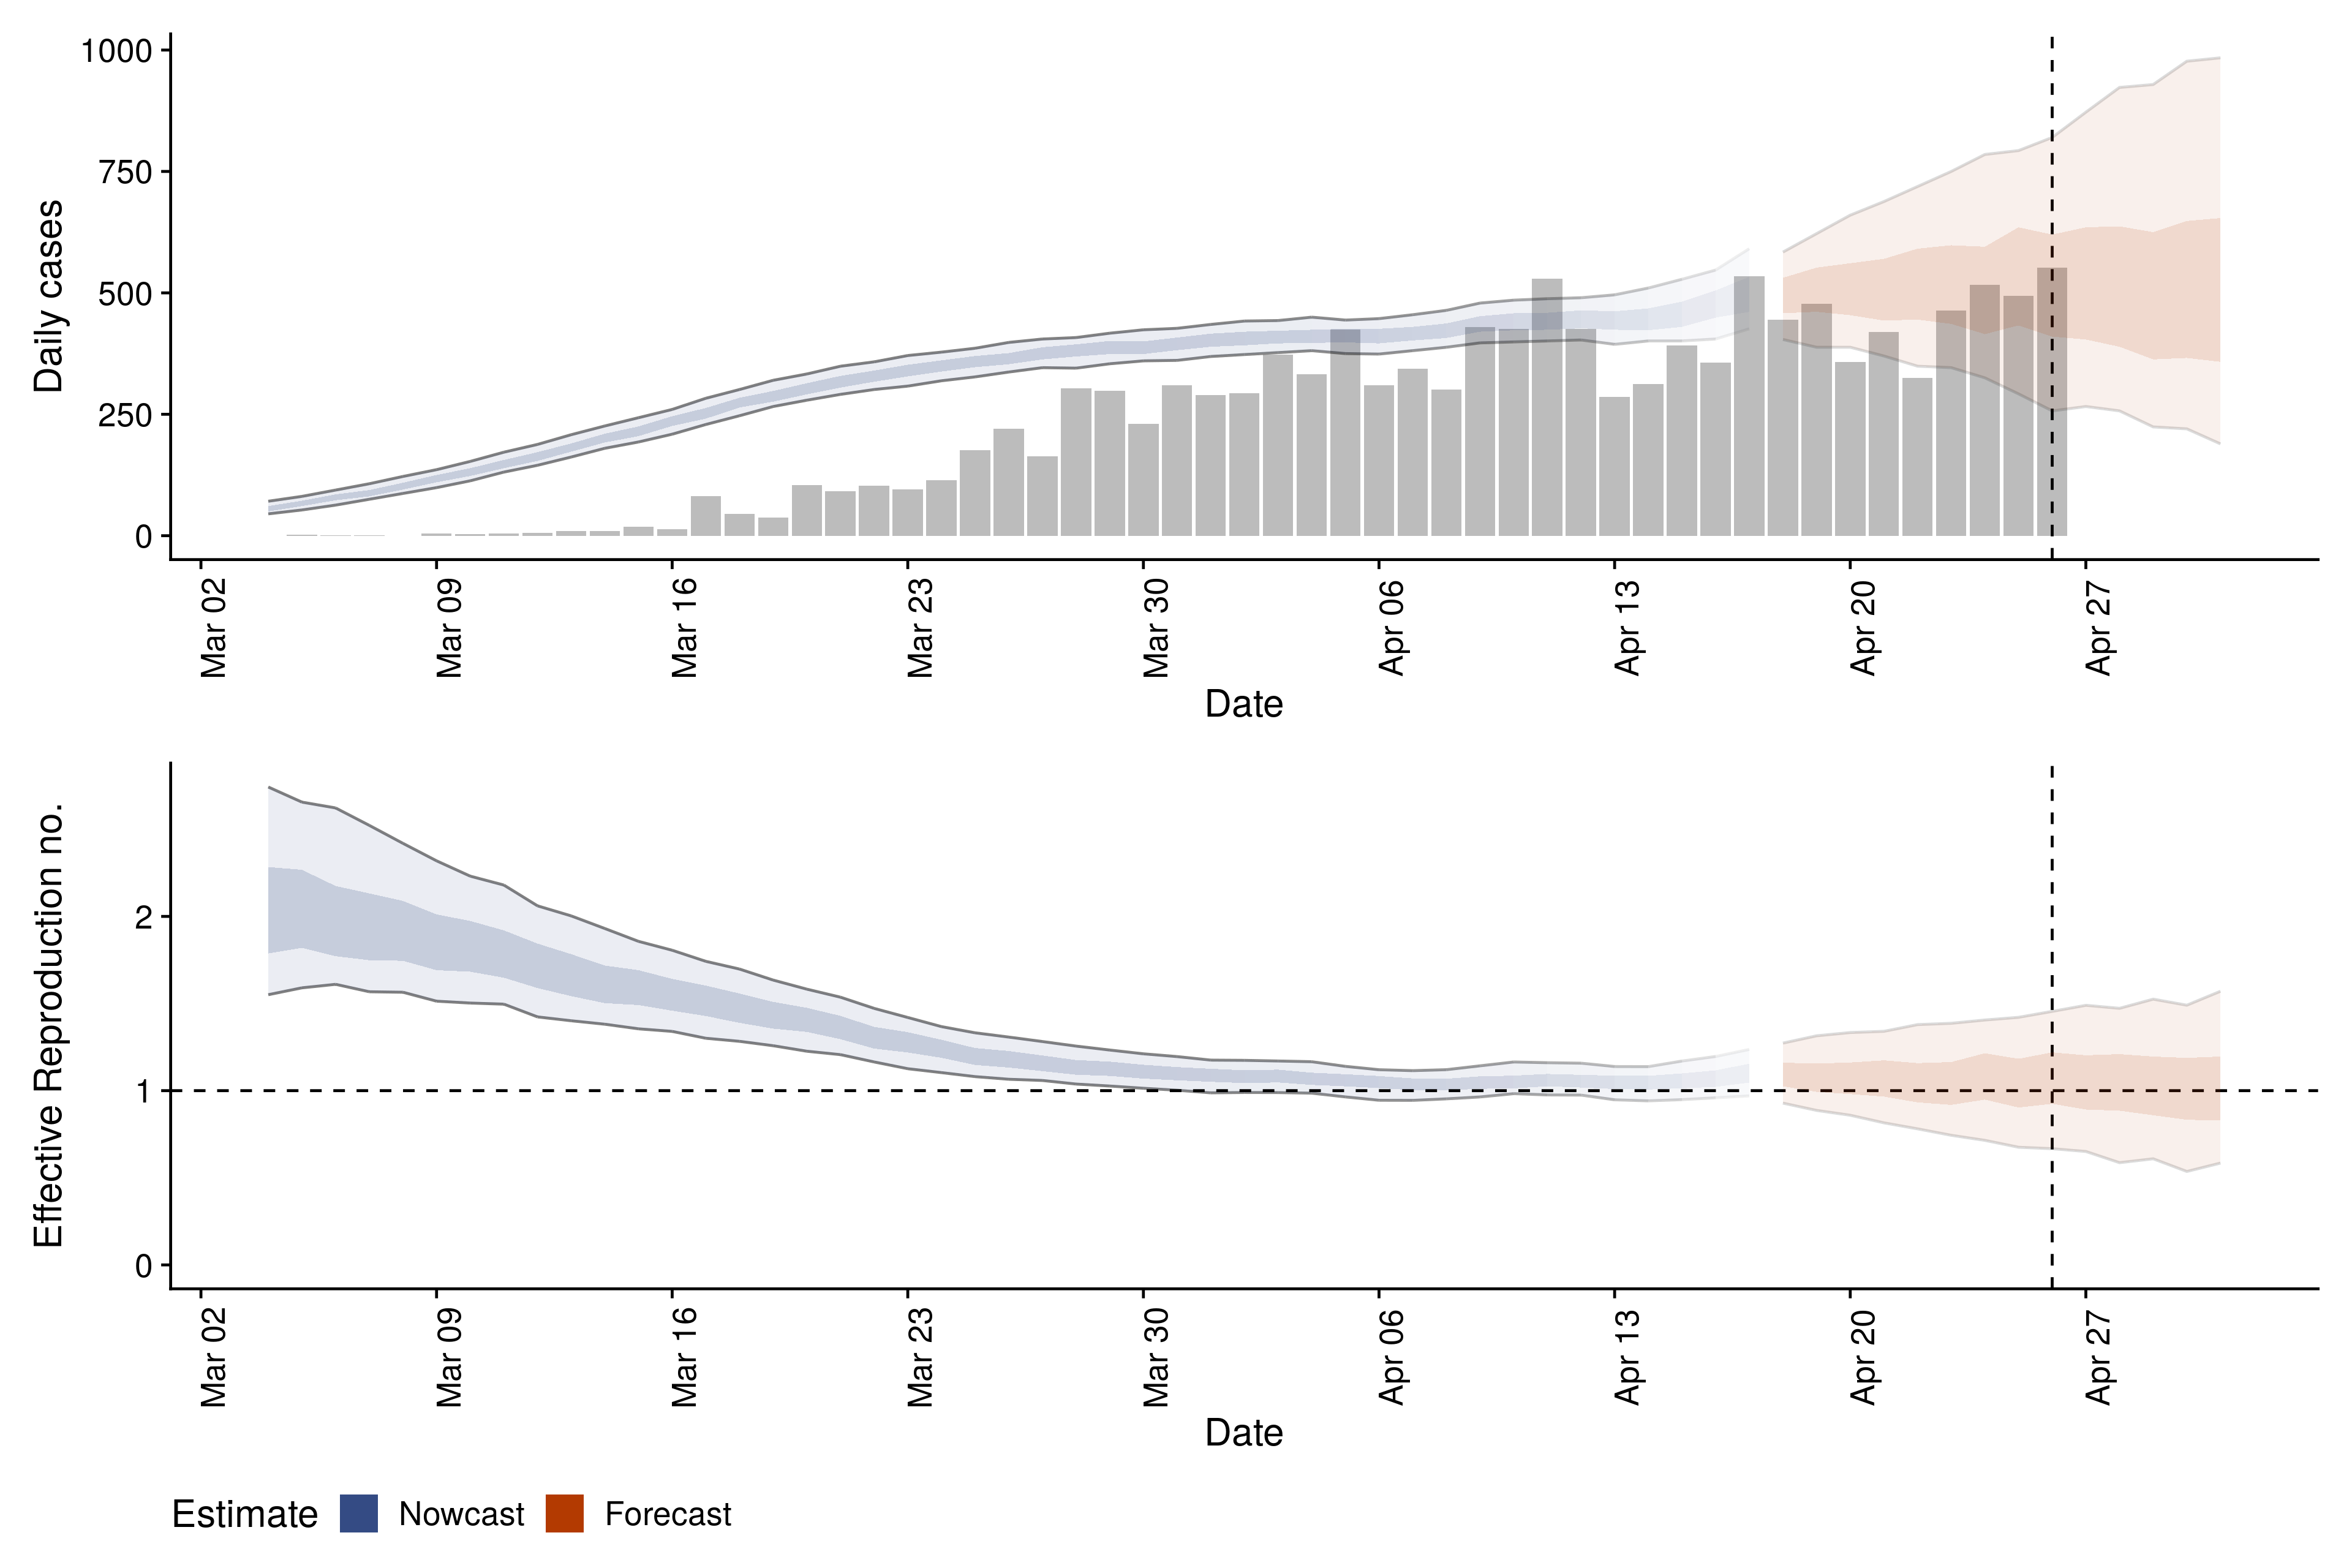 Daily cases
1000
750
500
250
0
Mar 02 Mar 09 Mar 16 Mar 23 Mar 30 Apr 06 Apr 13 Apr 20 Apr 27
Date
Effective Reproduction no.
2
1
0
Mar 02 Mar 09 Mar 16 Mar 23 Mar 30 Apr 06 Apr 13 Apr 20 Apr 27
Date
Estimate Nowcast Forecast